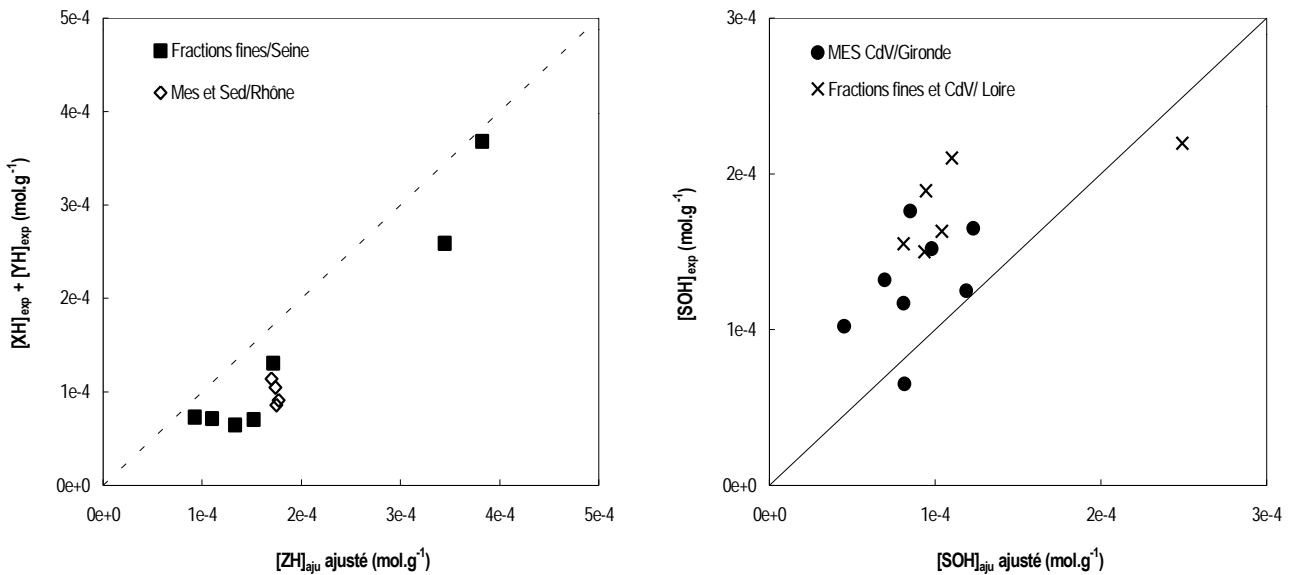 5e-4
4e-4
3e-4
2e-4
1e-4
0e+0
[XH]exp + [YH]exp (mol.g-1)
Fractions fines/Seine
Mes et Sed/Rhône
0e+0 1e-4 2e-4 3e-4 4e-4 5e-4
[ZH]aju ajusté (mol.g-1)
3e-4
2e-4
1e-4
0e+0
[SOH]exp (mol.g-1)
MES CdV/Gironde
Fractions fines et CdV/ Loire
0e+0 1e-4 2e-4 3e-4
[SOH]aju ajusté (mol.g-1)